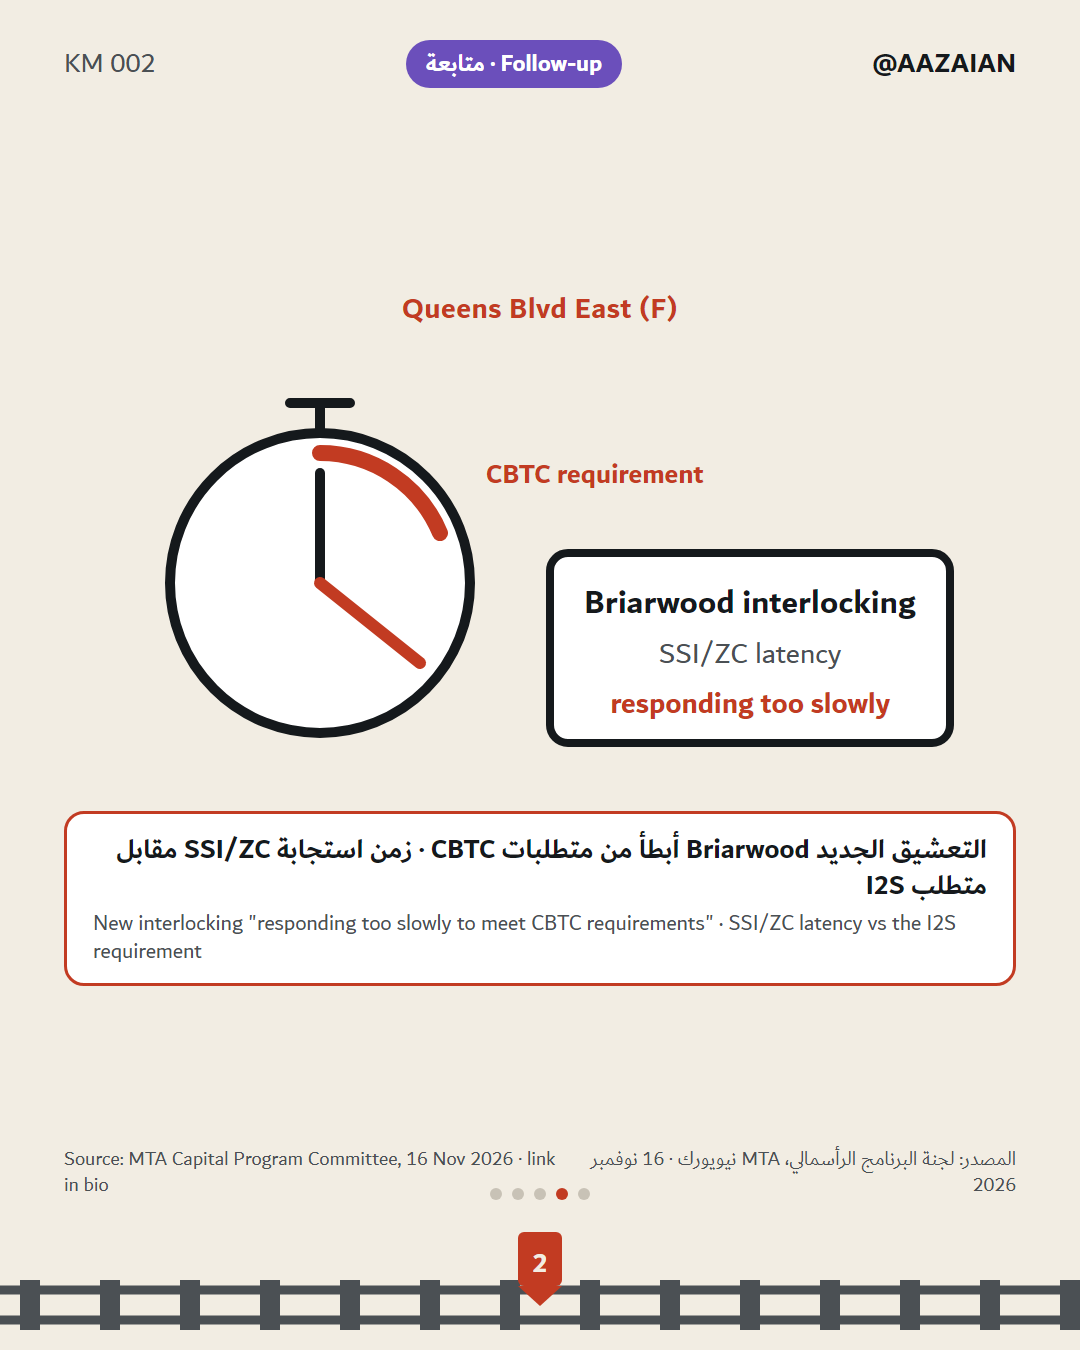 KM 002
متابعة · Follow-up
@AAZAIAN
Queens Blvd East (F)
CBTC requirement
Briarwood interlocking
SSI/ZC latency
responding too slowly
التعشيق الجديد Briarwood أبطأ من متطلبات CBTC · زمن استجابة SSI/ZC مقابل
متطلب I2S
New interlocking "responding too slowly to meet CBTC requirements" · SSI/ZC latency vs the I2S
requirement
Source: MTA Capital Program Committee, 16 Nov 2026 · link
in bio
المصدر: لجنة البرنامج الرأسمالي، MTA نيويورك · 16 نوفمبر
2026
2